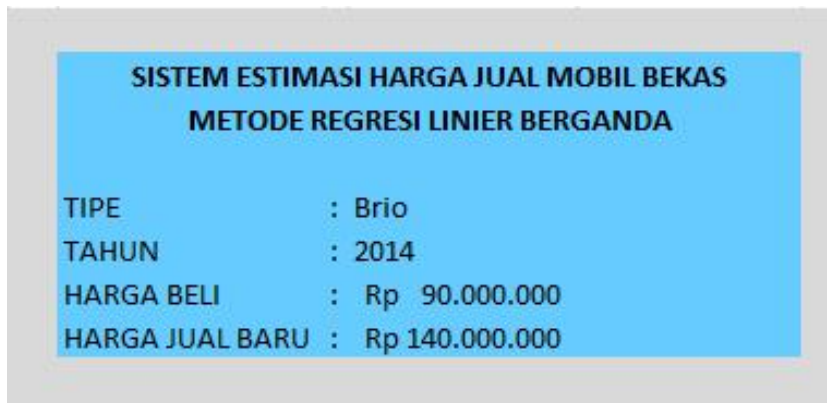 SISTEM ESTIMASI HARGA JUAL MOBIL BEKAS
METODE REGRESI LINIER BERGANDA
TIPE : Brio
TAHUN : 2014
HARGA BELI : Rp 90.000.000
HARGA JUAL BARU : Rp 140.000.000